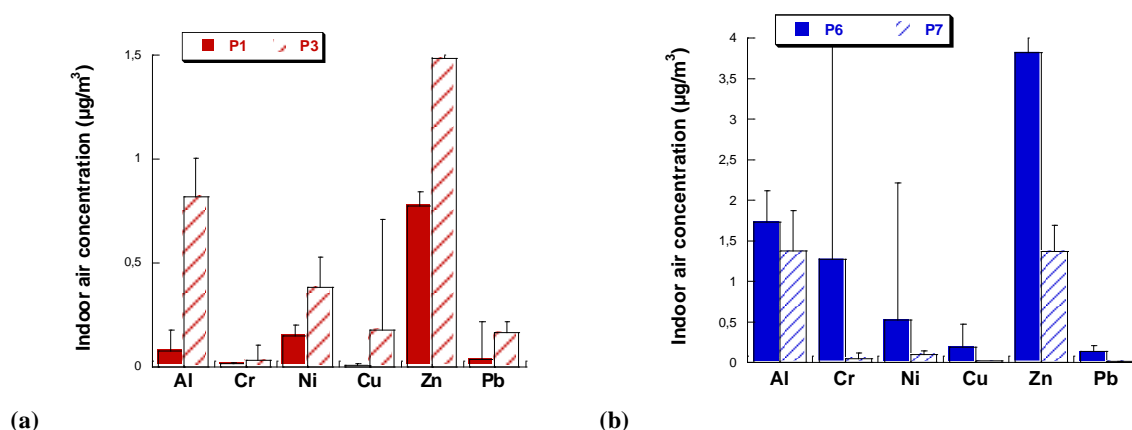 P1 P3
Indoor air concentration (µg/m³)
1,5
1
0,5
0
Al Cr Ni Cu Zn Pb
(a)
P6 P7
Indoor air concentration (µg/m³)
4
3,5
3
2,5
2
1,5
1
0,5
0
Al Cr Ni Cu Zn Pb
(b)